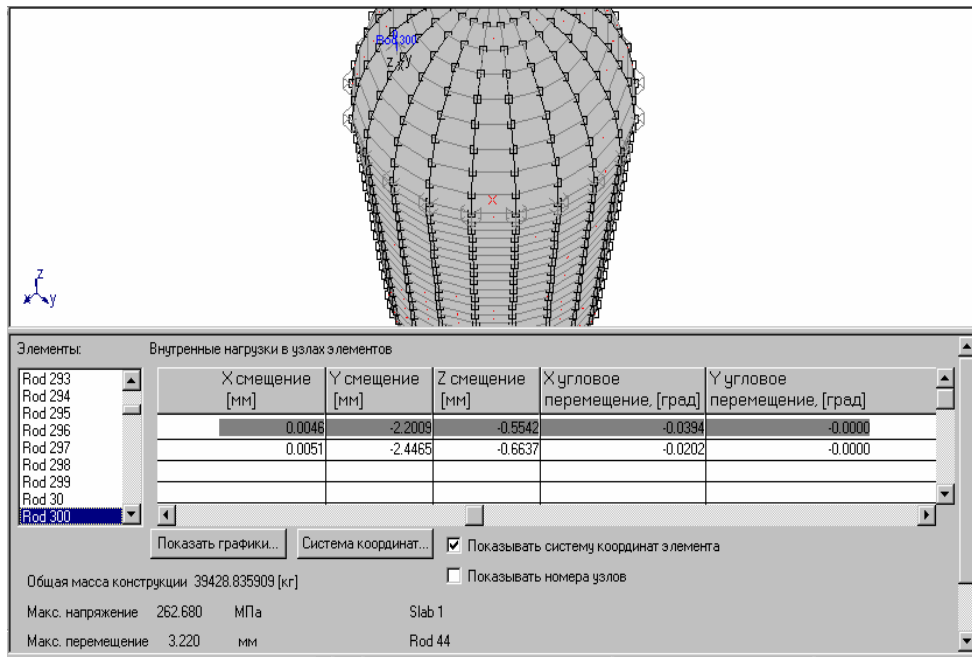 Rod 300
z x y
z
x y
Элементы: Внутренные нагрузки в узлах элементов
Rod 293
Rod 294
Rod 295
Rod 296
Rod 297
Rod 298
Rod 299
Rod 30
Rod 300
X смещение [мм] Y смещение [мм] Z смещение [мм] X угловое перемещение, [град] Y угловое перемещение, [град]
0.0046 -2.2009 -0.5542 -0.0394 -0.0000
0.0051 -2.4465 -0.6637 -0.0202 -0.0000
Показать графики... Система координат... Показывать систему координат элемента
Показывать номера узлов
Общая масса конструкции 39428.835909 [кг]
Макс. напряжение 262.680 МПа Slab 1
Макс. перемещение 3.220 мм Rod 44